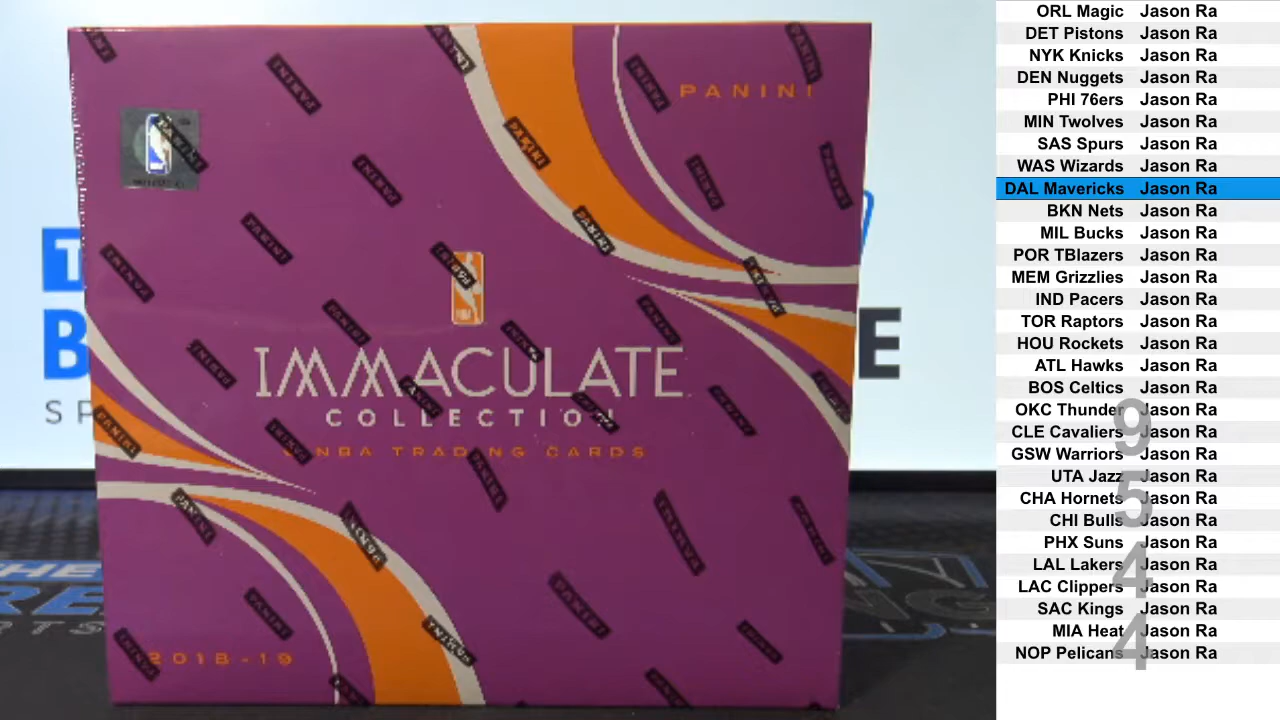 PANINI
IMMACULATE
COLLECTION
NBA TRADING CARDS
2018-19
ORL Magic Jason Ra
DET Pistons Jason Ra
NYK Knicks Jason Ra
DEN Nuggets Jason Ra
PHI 76ers Jason Ra
MIN Twolves Jason Ra
SAS Spurs Jason Ra
WAS Wizards Jason Ra
DAL Mavericks Jason Ra
BKN Nets Jason Ra
MIL Bucks Jason Ra
POR TBlazers Jason Ra
MEM Grizzlies Jason Ra
IND Pacers Jason Ra
TOR Raptors Jason Ra
HOU Rockets Jason Ra
ATL Hawks Jason Ra
BOS Celtics Jason Ra
OKC Thunder Jason Ra
CLE Cavaliers Jason Ra
GSW Warriors Jason Ra
UTA Jazz Jason Ra
CHA Hornets Jason Ra
CHI Bulls Jason Ra
PHX Suns Jason Ra
LAL Lakers Jason Ra
LAC Clippers Jason Ra
SAC Kings Jason Ra
MIA Heat Jason Ra
NOP Pelicans Jason Ra
9
5
4
4